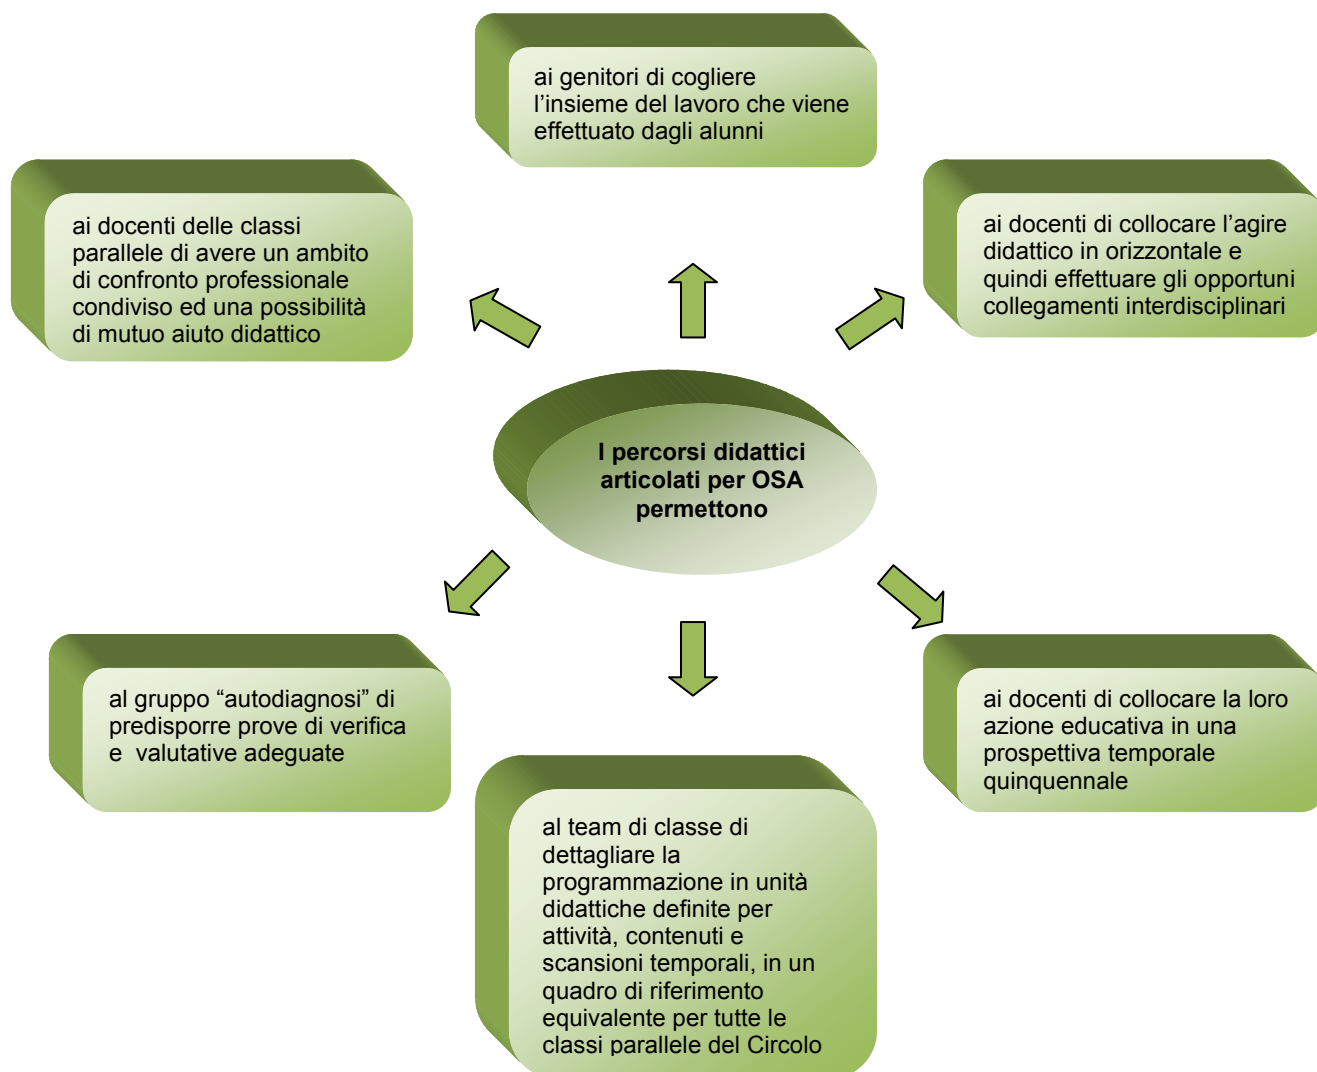 ai genitori di cogliere
l’insieme del lavoro che viene
effettuato dagli alunni
ai docenti delle classi
parallele di avere un ambito
di confronto professionale
condiviso ed una possibilità
di mutuo aiuto didattico
ai docenti di collocare l’agire
didattico in orizzontale e
quindi effettuare gli opportuni
collegamenti interdisciplinari
I percorsi didattici
articolati per OSA
permettono
al gruppo “autodiagnosi” di
predisporre prove di verifica
e  valutative adeguate
ai docenti di collocare la loro
azione educativa in una
prospettiva temporale
quinquennale
al team di classe di
dettagliare la
programmazione in unità
didattiche definite per
attività, contenuti e
scansioni temporali, in un
quadro di riferimento
equivalente per tutte le
classi parallele del Circolo